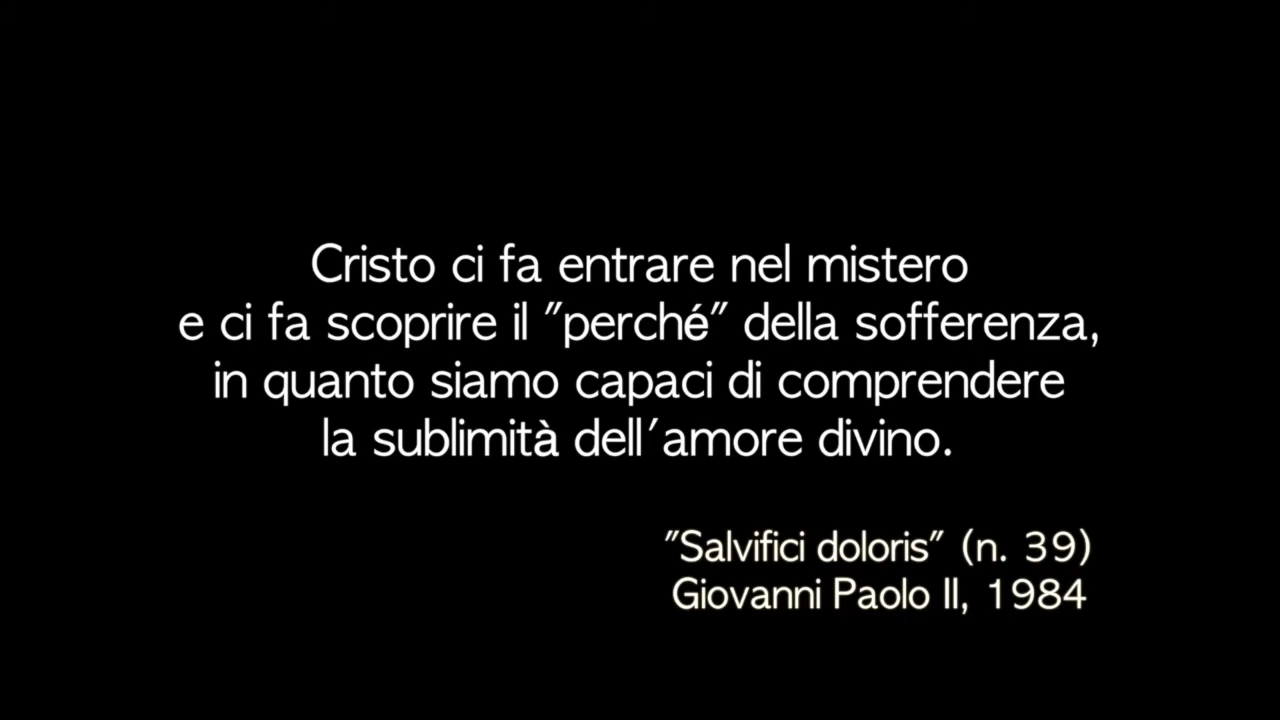 Cristo ci fa entrare nel mistero
e ci fa scoprire il "perché" della sofferenza,
in quanto siamo capaci di comprendere
la sublimità dell'amore divino.
"Salvifici doloris" (n. 39)
Giovanni Paolo II, 1984